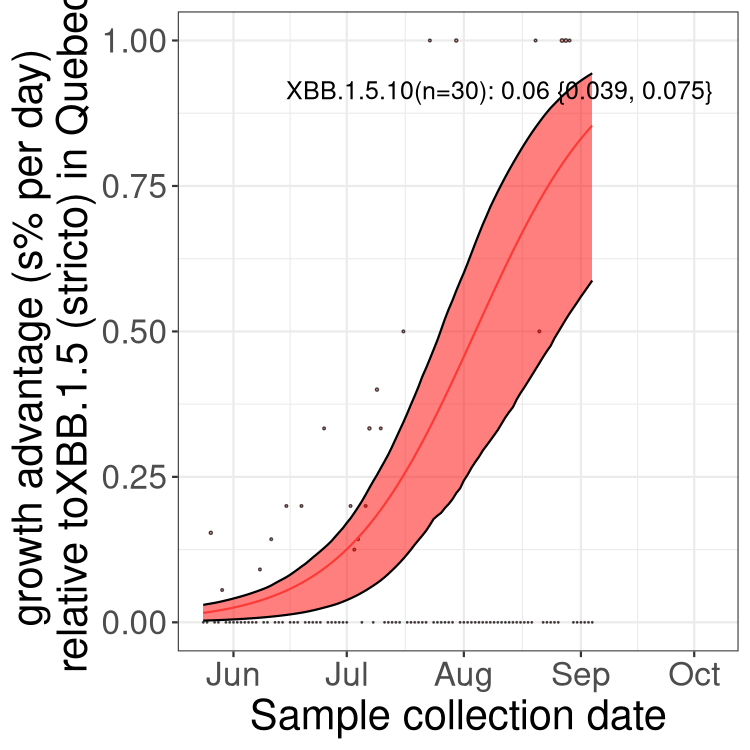 growth advantage (s% per day)
relative toXBB.1.5 (stricto) in Quebec
1.00
0.75
0.50
0.25
0.00
XBB.1.5.10(n=30): 0.06 {0.039, 0.075}
Jun Jul Aug Sep Oct
Sample collection date